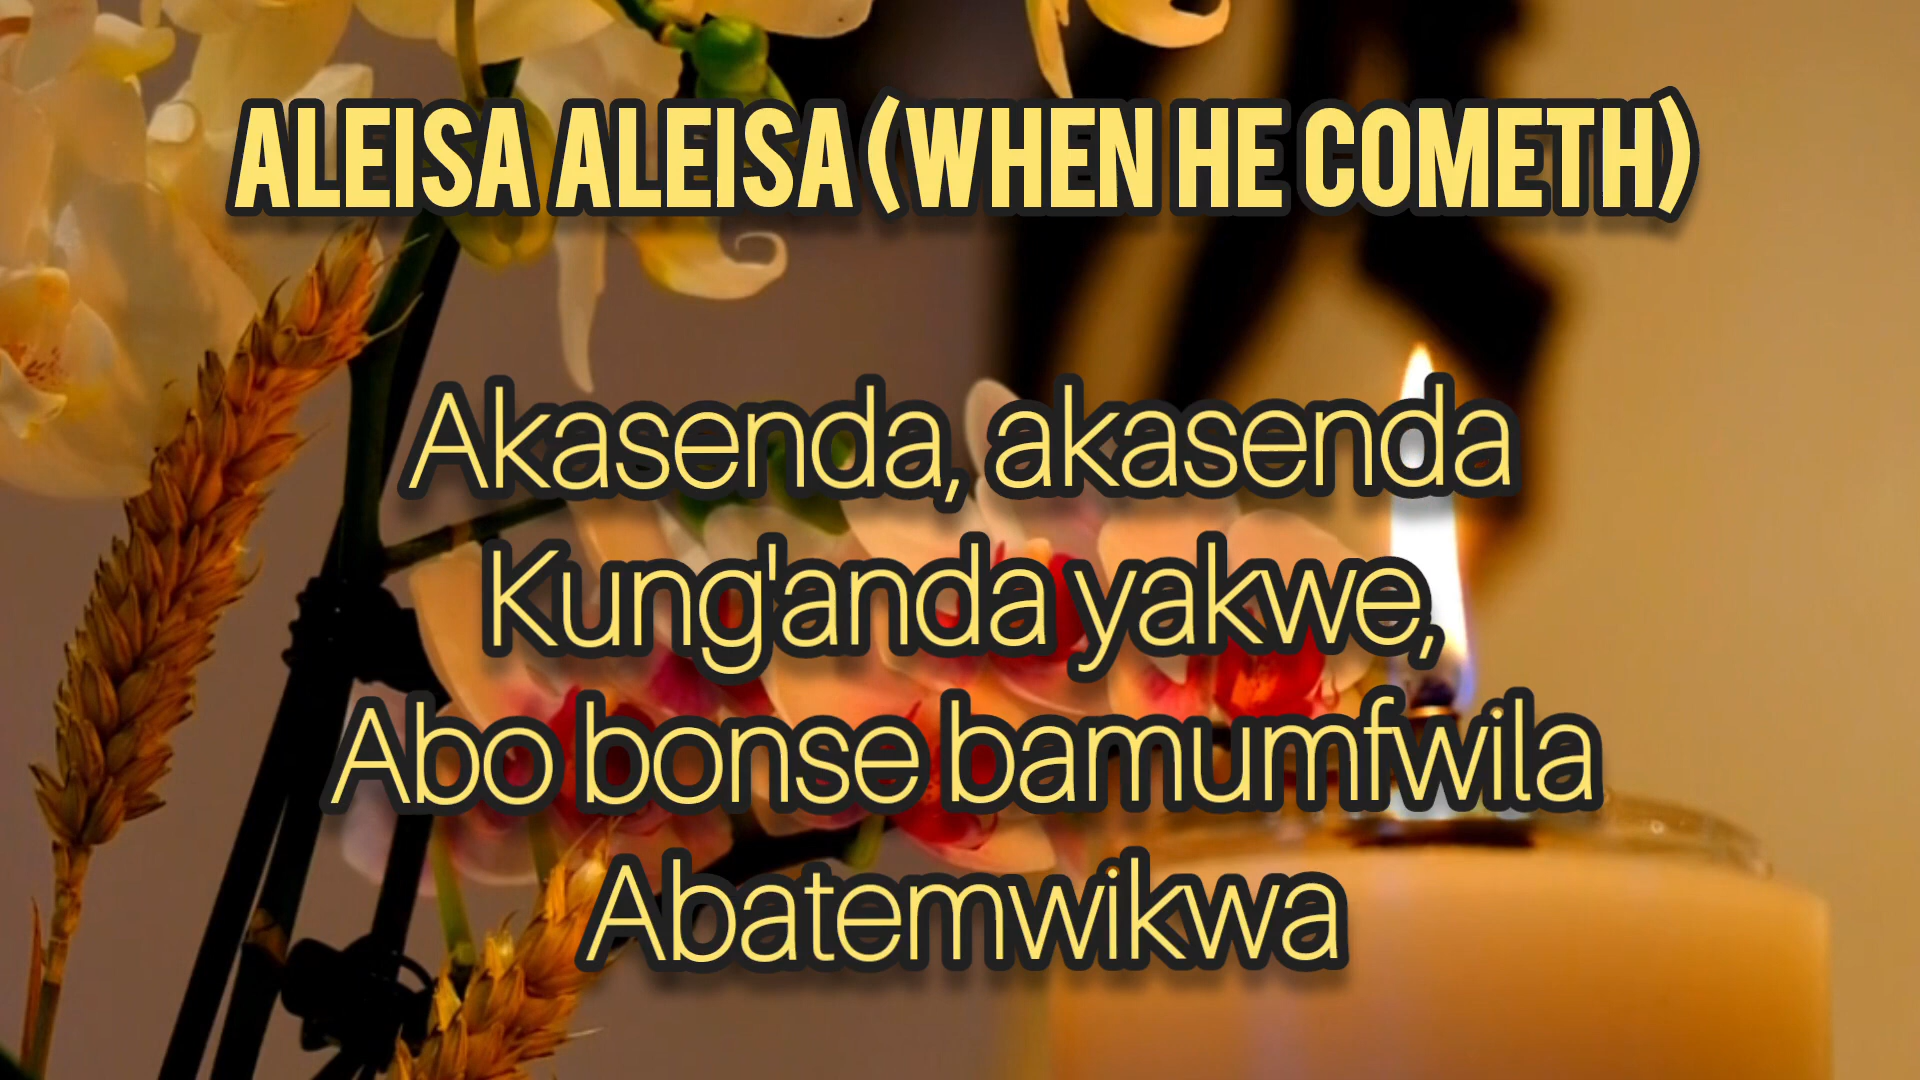 ALEISA ALEISA (WHEN HE COMETH)
Akasenda, akasenda
Kung'anda yakwe,
Abo bonse bamumfwila
Abatemwikwa